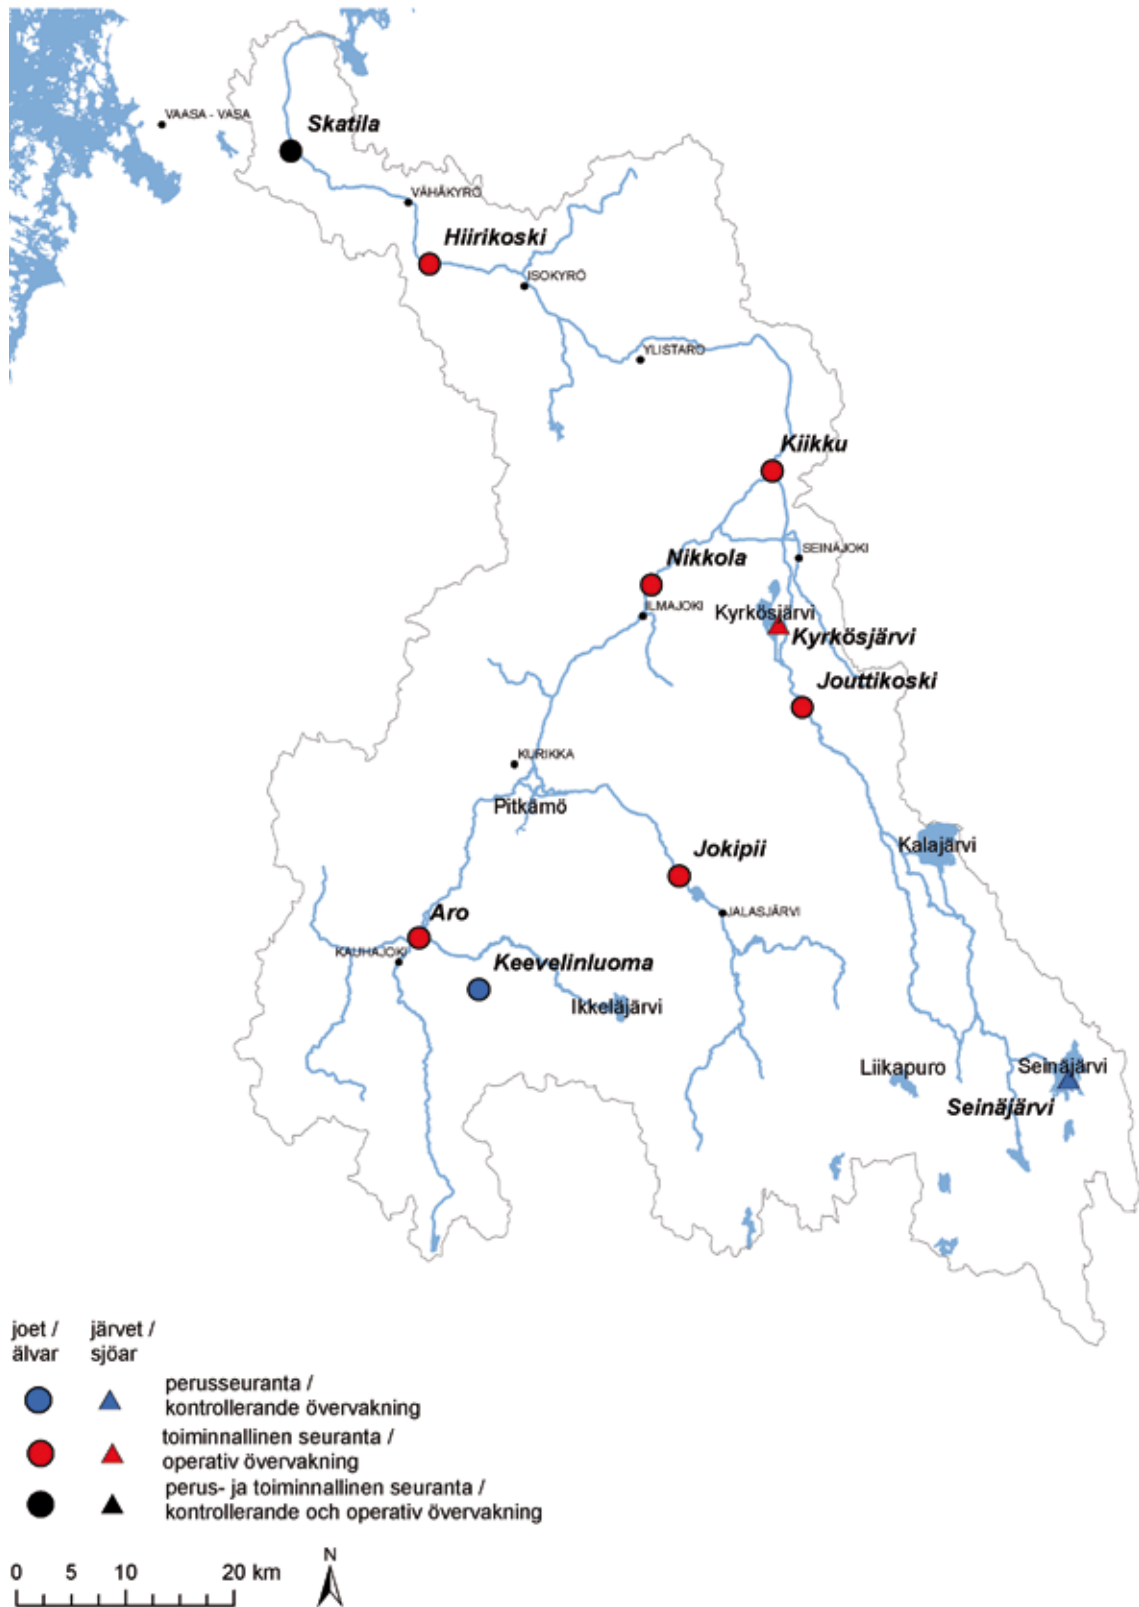 VAASA - VASA
Skatila
VÄHÄKYRÖ
Hiirikoski
ISOKYRÖ
YLISTARO
Kiikku
SEINÄJOKI
Nikkola
ILMAJOKI
Kyrkösjärvi
Kyrkösjärvi
Jouttikoski
KURIKKA
Pitkämö
Kalajärvi
Jokipii
JALASJÄRVI
Aro
KAUHAJOKI
Keevelinluoma
Ikkeläjärvi
Liikapuro
Seinäjärvi
Seinäjärvi
joet / järvet /
älvar sjöar
perusseuranta /
kontrollerande övervakning
toiminnallinen seuranta /
operativ övervakning
perus- ja toiminnallinen seuranta /
kontrollerande och operativ övervakning
0 5 10 20 km
N